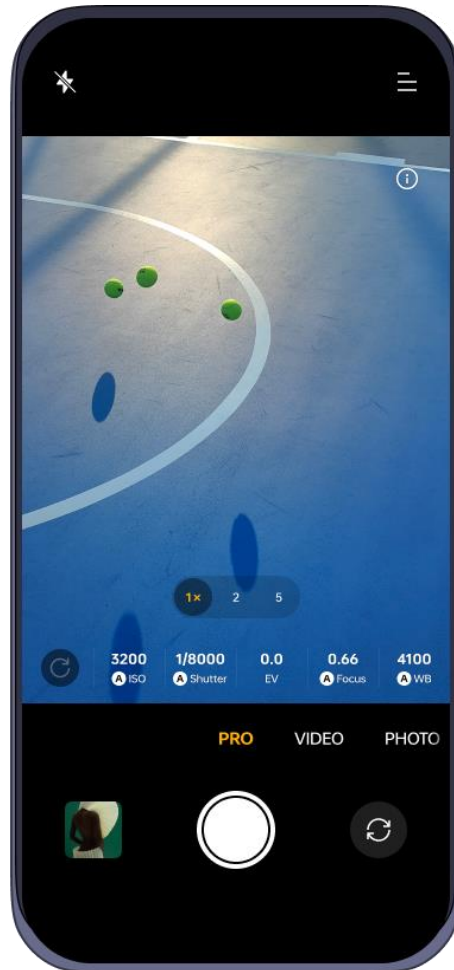 1× 2 5
3200 1/8000 0.0 0.66 4100
A ISO A Shutter EV A Focus A WB
PRO VIDEO PHOTO